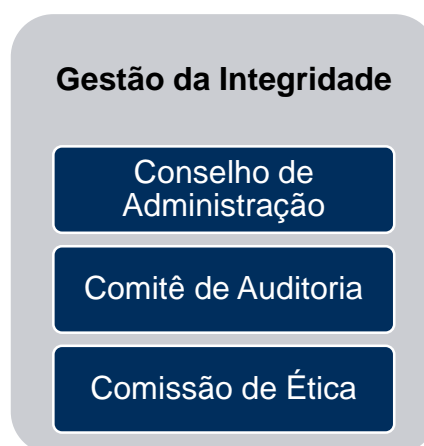 Gestão da Integridade
Conselho de
Administração
Comitê de Auditoria
Comissão de Ética